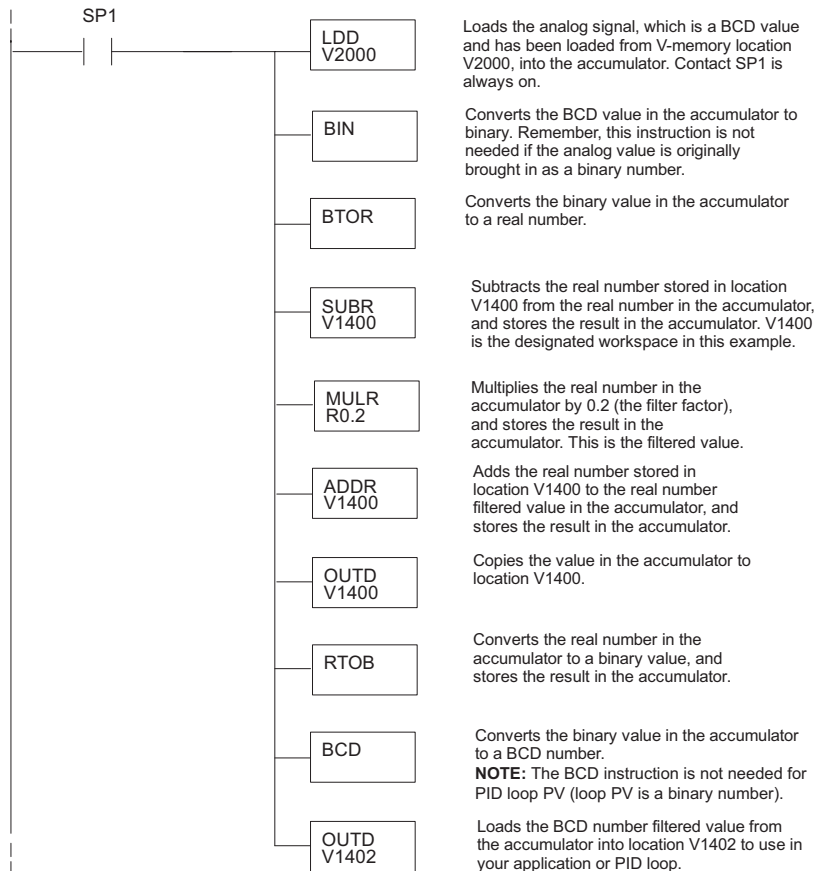 SP1
LDD
V2000
Loads the analog signal, which is a BCD value
and has been loaded from V-memory location
V2000, into the accumulator. Contact SP1 is
always on.
BIN
Converts the BCD value in the accumulator to
binary. Remember, this instruction is not
needed if the analog value is originally
brought in as a binary number.
BTOR
Converts the binary value in the accumulator
to a real number.
SUBR
V1400
Subtracts the real number stored in location
V1400 from the real number in the accumulator,
and stores the result in the accumulator. V1400
is the designated workspace in this example.
MULR
R0.2
Multiplies the real number in the
accumulator by 0.2 (the filter factor),
and stores the result in the
accumulator. This is the filtered value.
ADDR
V1400
Adds the real number stored in
location V1400 to the real number
filtered value in the accumulator, and
stores the result in the accumulator.
OUTD
V1400
Copies the value in the accumulator to
location V1400.
RTOB
Converts the real number in the
accumulator to a binary value, and
stores the result in the accumulator.
BCD
Converts the binary value in the accumulator
to a BCD number.
NOTE: The BCD instruction is not needed for
PID loop PV (loop PV is a binary number).
OUTD
V1402
Loads the BCD number filtered value from
the accumulator into location V1402 to use in
your application or PID loop.